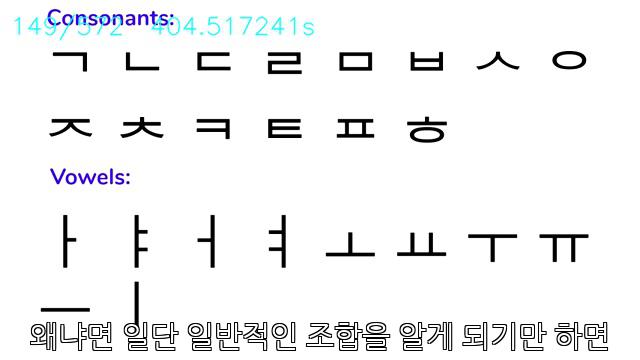 Consonants:
149/572 404.517241s
ㄱ ㄴ ㄷ ㄹ ㅁ ㅂ ㅅ ㅇ
ㅈ ㅊ ㅋ ㅌ ㅍ ㅎ
Vowels:
ㅏ ㅑ ㅓ ㅕ ㅗ ㅛ ㅜ ㅠ
ㅡ ㅣ
왜냐면 일단 일반적인 조합을 알게 되기만 하면